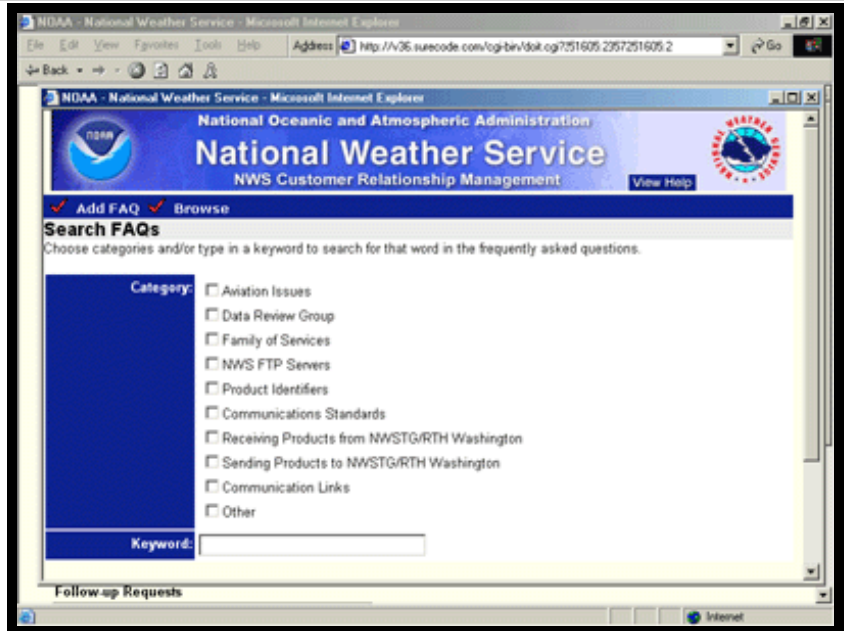 NOAA - National Weather Service - Microsoft Internet Explorer
File Edit View Favorites Tools Help Address http://v36.surecode.com/cgi-bin/doit.cgi?251605.2357251605.2 Go
Back
NOAA - National Weather Service - Microsoft Internet Explorer
National Oceanic and Atmospheric Administration
NOAA
National Weather Service
NATIONAL WEATHER SERVICE
NWS Customer Relationship Management
View Help
Add FAQ Browse
Search FAQs
Choose categories and/or type in a keyword to search for that word in the frequently asked questions.
Category: Aviation Issues
Data Review Group
Family of Services
NWS FTP Servers
Product Identifiers
Communications Standards
Receiving Products from NWSTG/RTH Washington
Sending Products to NWSTG/RTH Washington
Communication Links
Other
Keyword:
Follow-up Requests
Internet